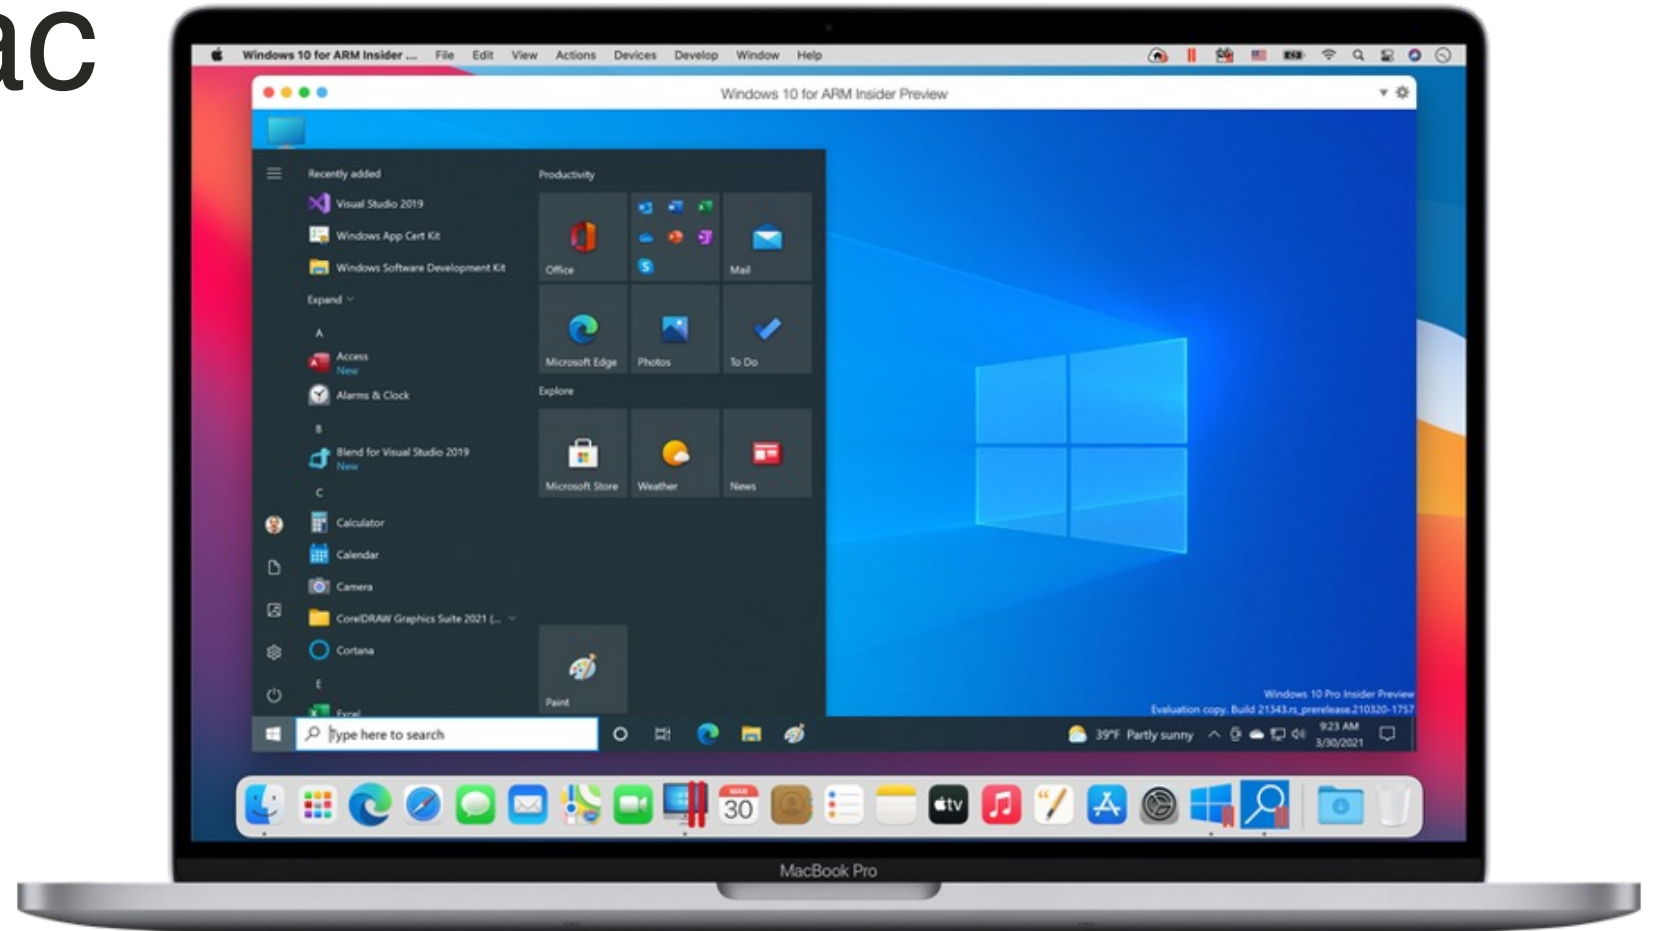 ac
Windows 10 for ARM Insider ... File Edit View Actions Devices Develop Window Help
Windows 10 for ARM Insider Preview
Recently added
Productivity
Visual Studio 2019
Windows App Cert Kit
Windows Software Development Kit
Office
Mail
Expand
A
Access
New
Microsoft Edge
Photos
To Do
Alarms & Clock
Explore
B
Blend for Visual Studio 2019
New
C
Microsoft Store
Weather
News
Calculator
Calendar
Camera
CorelDRAW Graphics Suite 2021 (...
Cortana
E
Excel
Paint
Windows 10 Pro Insider Preview
Evaluation copy. Build 21343.rs_prerelease.210320-1757
Type here to search
39°F Partly sunny
9:23 AM
3/30/2021
MAR
30
tv
MacBook Pro